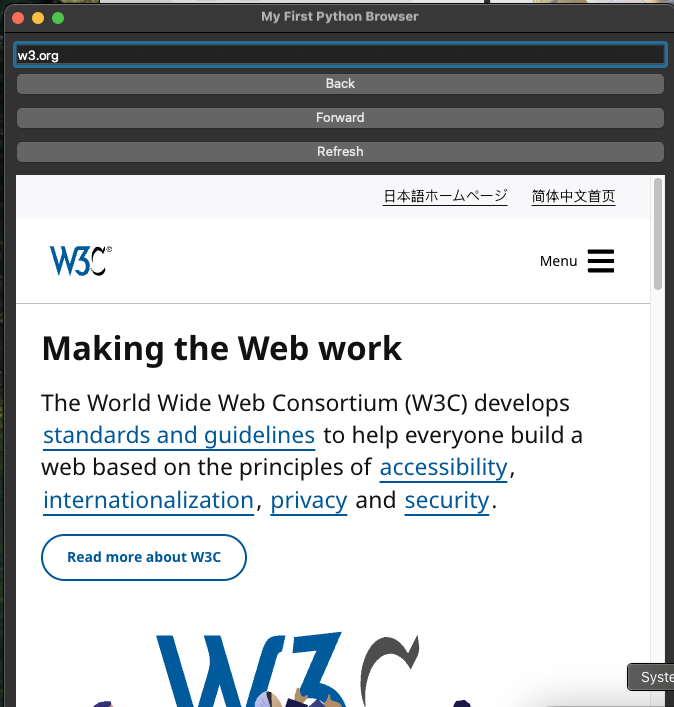 My First Python Browser
w3.org
Back
Forward
Refresh
日本語ホームページ 简体中文首页
W3C®
Menu
Making the Web work
The World Wide Web Consortium (W3C) develops
standards and guidelines to help everyone build a
web based on the principles of accessibility,
internationalization, privacy and security.
Read more about W3C
W3C